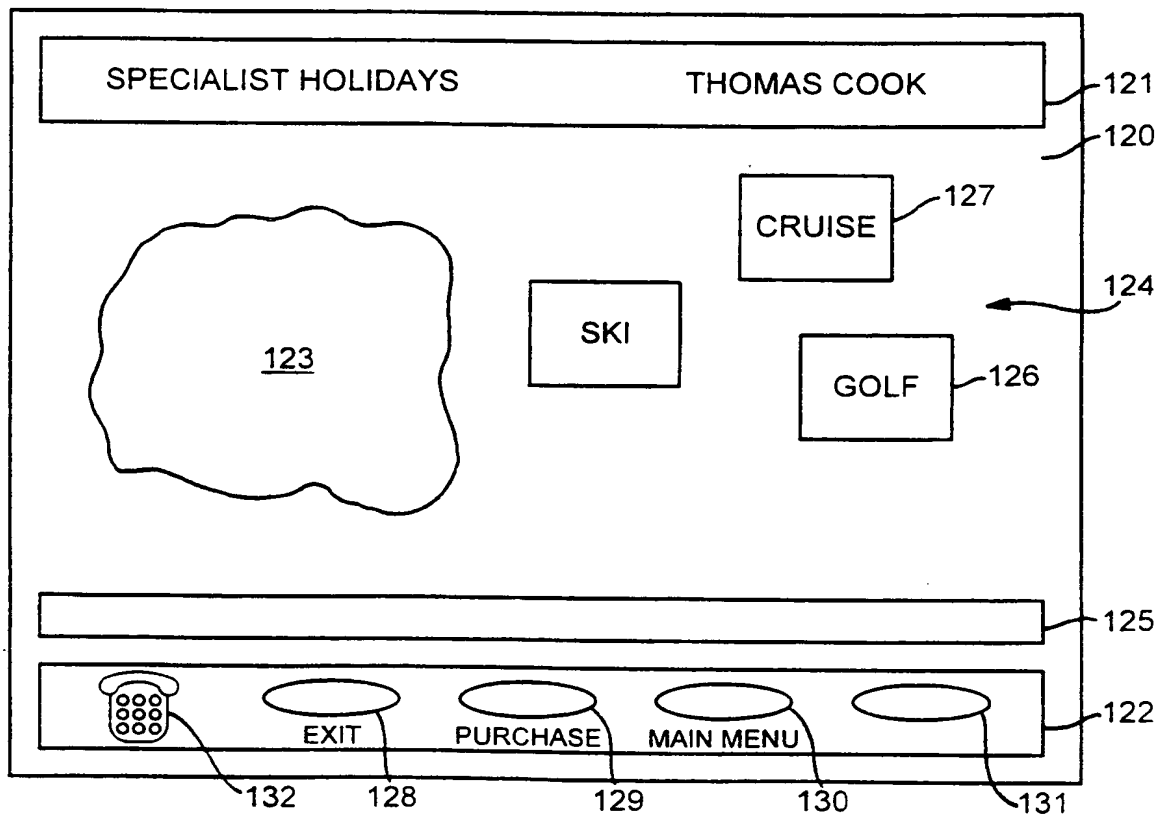 SPECIALIST HOLIDAYS THOMAS COOK
121
120
127
CRUISE
124
SKI
123
126
GOLF
125
122
EXIT PURCHASE MAIN MENU
132 128 129 130 131